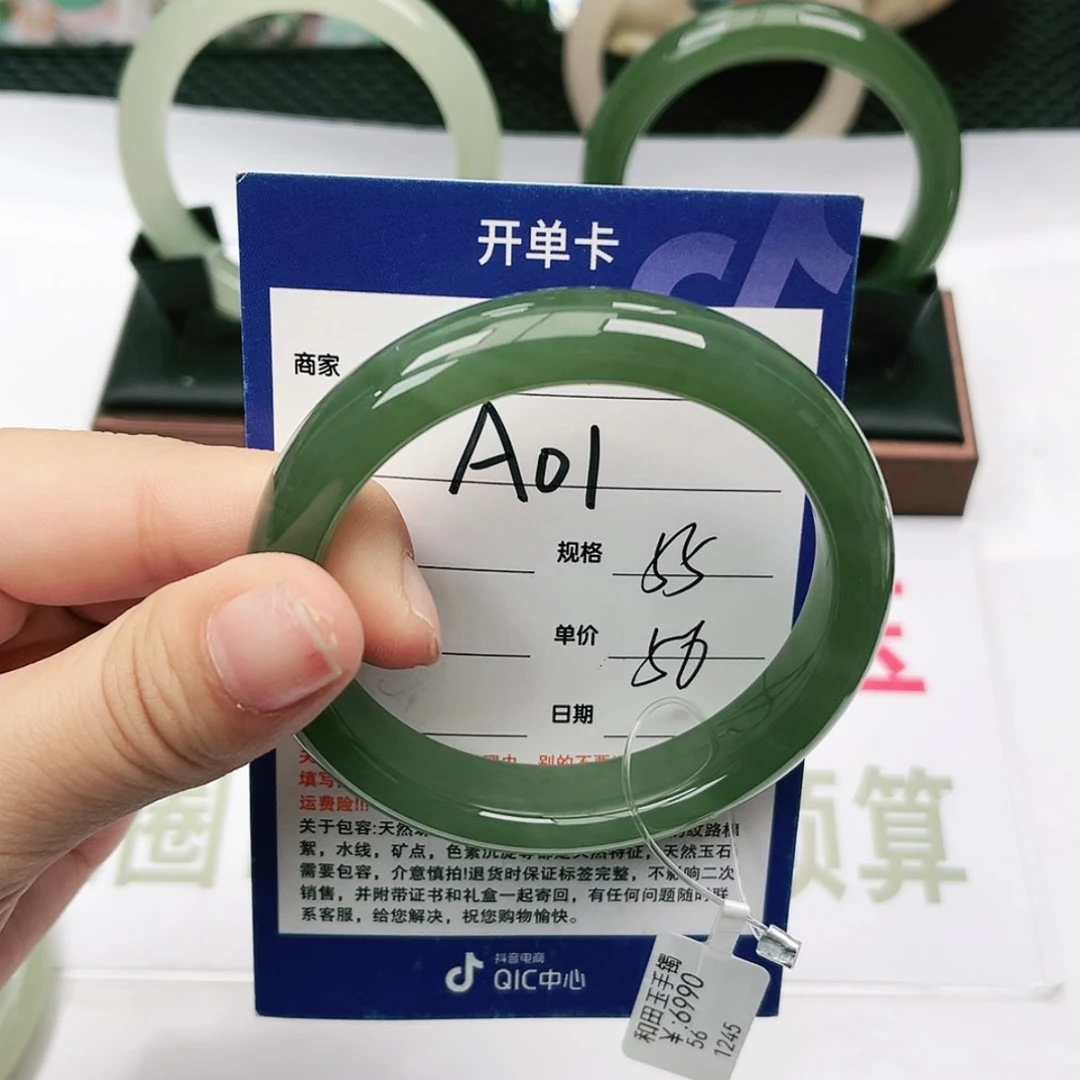 开单卡
商家
A01
规格 55
单价 56
日期
填写
运费险!!!
关于包容:天然
絮，水线，矿点，色素沉淀等都是天然特征，天然玉石
需要包容，介意慎拍!退货时保证标签完整，不影响二次
销售，并附带证书和礼盒一起寄回，有任何问题随时联
系客服，给您解决，祝您购物愉快。
抖音电商
QIC中心
和田玉手镯
¥:6990
56
1245
圈
预算